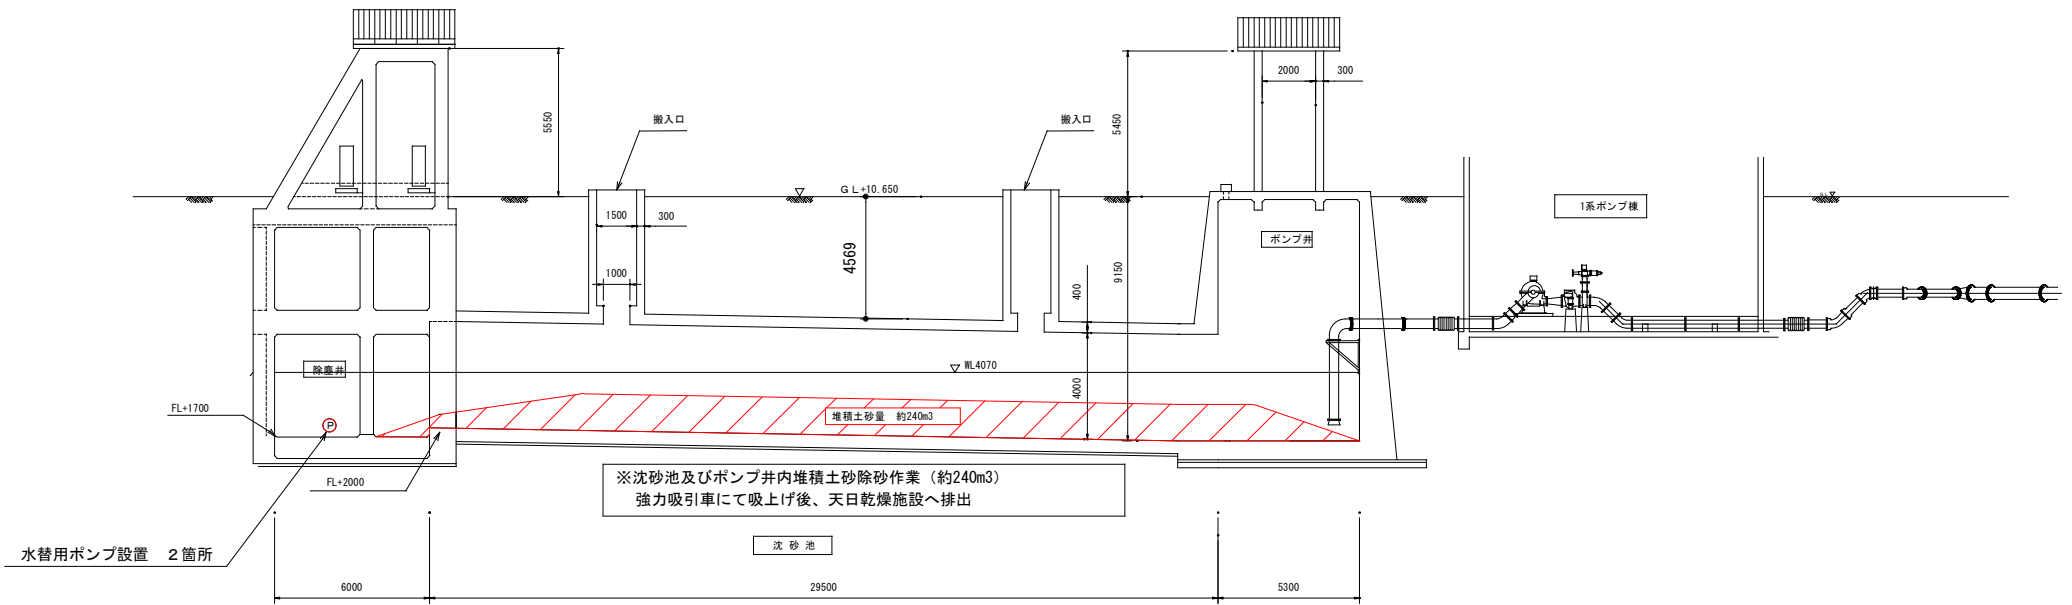 2000
300
5550
5450
搬入口
搬入口
GL+10.650
1500
300
4569
1000
400
9150
4000
ポンプ井
1系ポンプ棟
除塵井
WL4070
FL+1700
P
堆積土砂量 約240m3
FL+2000
※沈砂池及びポンプ井内堆積土砂除砂作業（約240m3）
強力吸引車にて吸上げ後、天日乾燥施設へ排出
水替用ポンプ設置 2箇所
沈砂池
6000
29500
5300